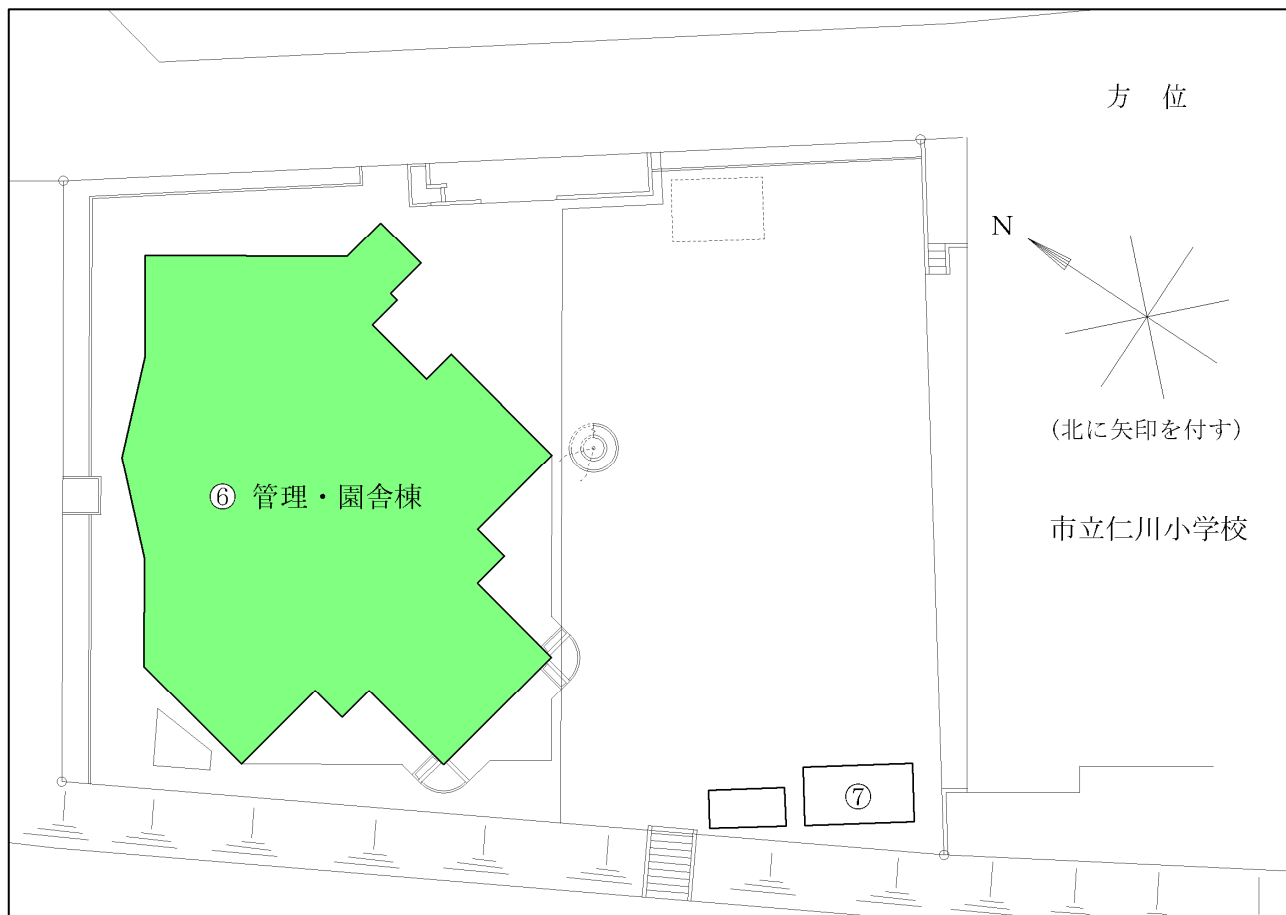 方 位
N
(北に矢印を付す)
⑥ 管理・園舎棟
市立仁川小学校
⑦